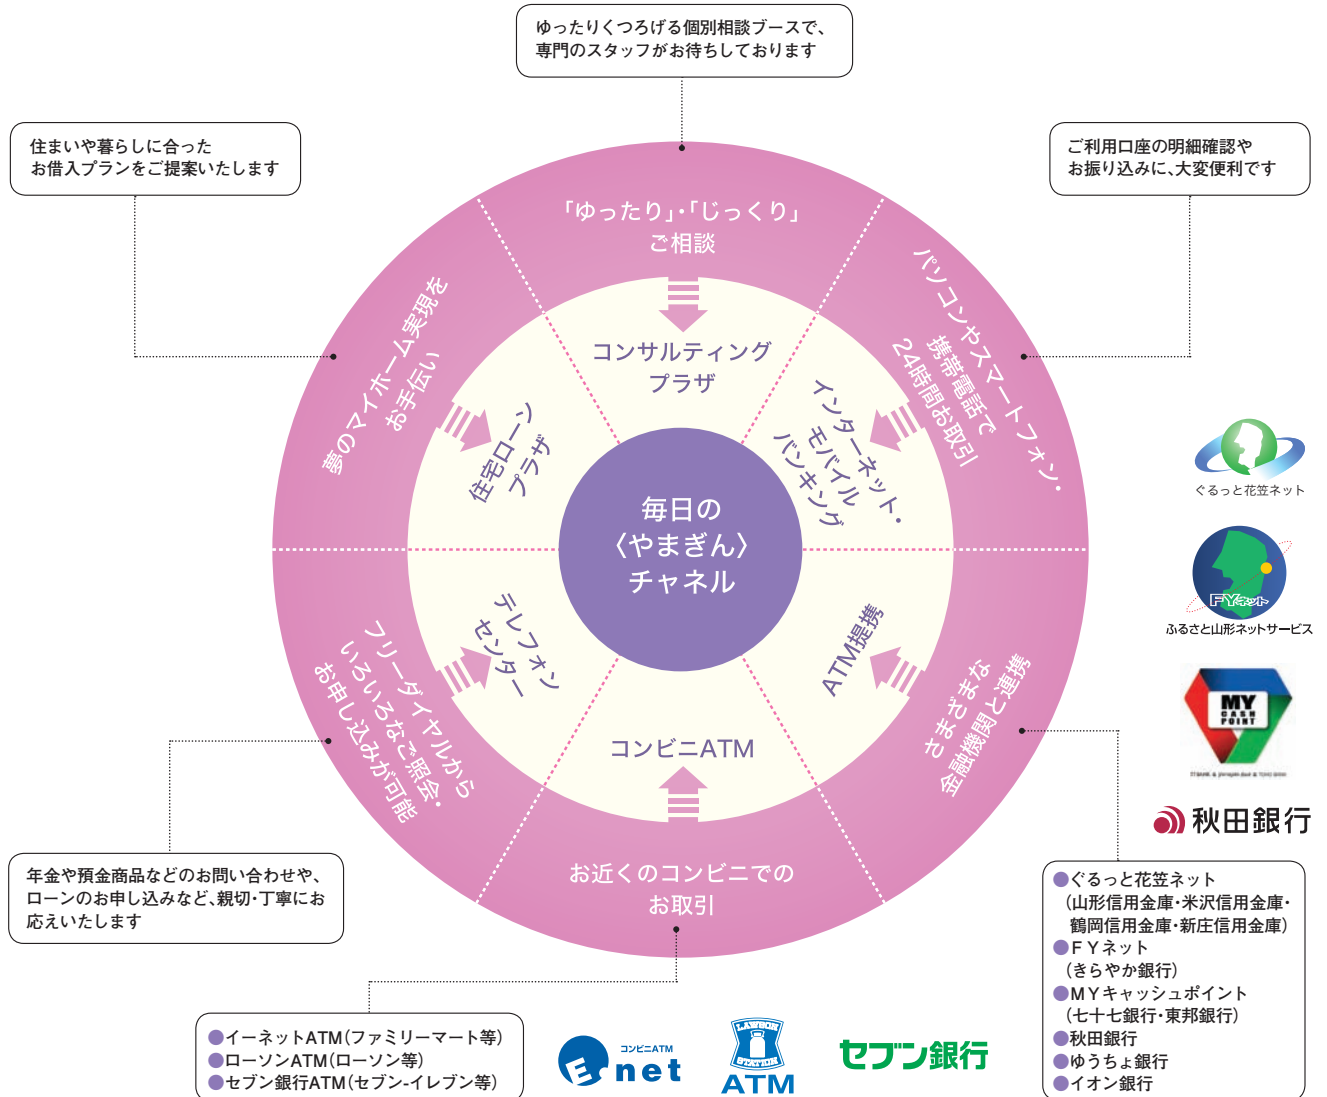 ゆったりくつろげる個別相談ブースで、
専門のスタッフがお待ちしております
住まいや暮らしに合った
お借入プランをご提案いたします
ご利用口座の明細確認や
お振り込みに、大変便利です
「ゆったり」・「じっくり」
ご相談
コンサルティング
プラザ
パソコンやスマートフォン・
携帯電話で
24時間お取引
インターネット・
モバイル
バンキング
夢のマイホーム実現を
お手伝い
住宅ローン
プラザ
毎日の
〈やまぎん〉
チャネル
テレフォン
センター
フリーダイヤルから
いろいろなご照会・
お申し込みが可能
ATM提携
さまざまな
金融機関と連携
コンビニATM
お近くのコンビニでの
お取引
ぐるっと花笠ネット
FYネット
ふるさと山形ネットサービス
MY
CASH
POINT
秋田銀行
年金や預金商品などのお問い合わせや、
ローンのお申し込みなど、親切・丁寧にお
応えいたします
●ぐるっと花笠ネット
(山形信用金庫・米沢信用金庫・
鶴岡信用金庫・新庄信用金庫)
●FYネット
(きらやか銀行)
●MYキャッシュポイント
(七十七銀行・東邦銀行)
●秋田銀行
●ゆうちょ銀行
●イオン銀行
●イーネットATM(ファミリーマート等)
●ローソンATM(ローソン等)
●セブン銀行ATM(セブン-イレブン等)
コンビニATM
E net
LAWSON
STATION
ATM
セブン銀行